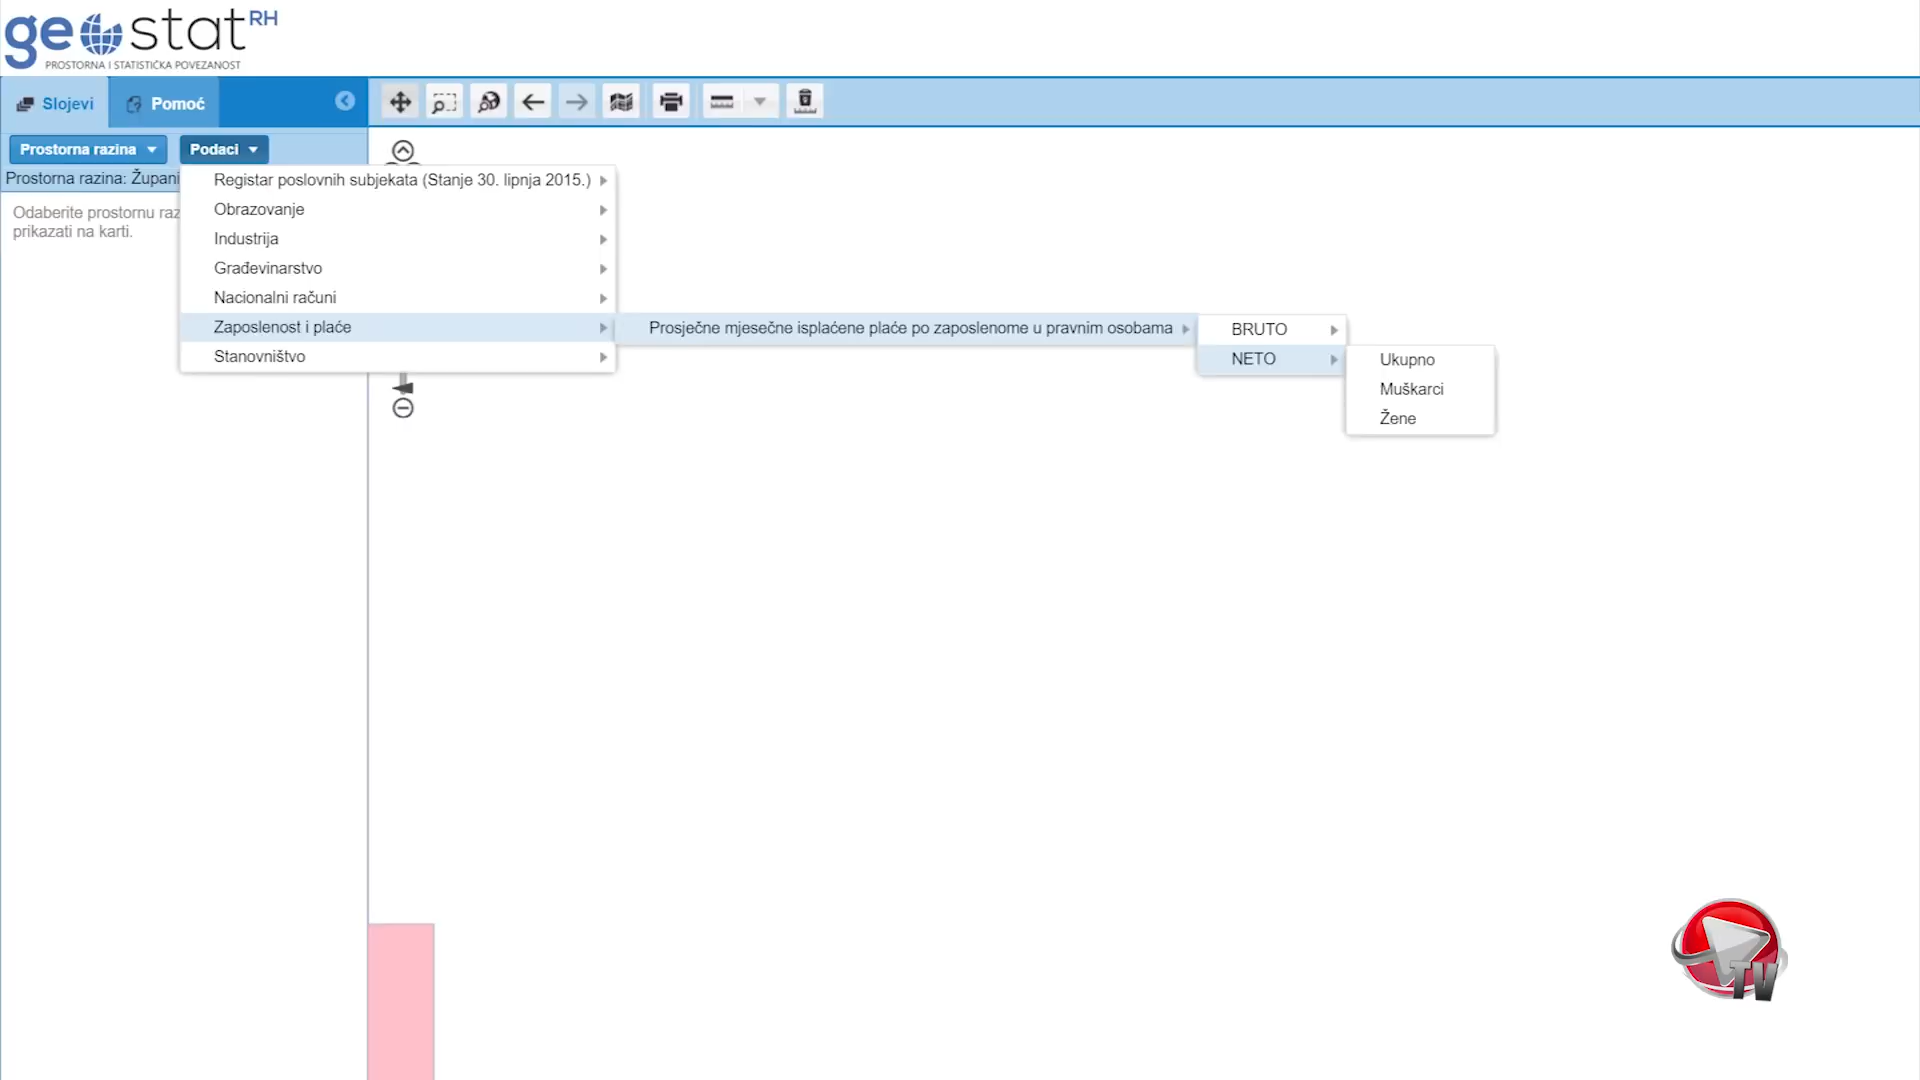 geostat RH
PROSTORNA I STATISTIČKA POVEZANOST
Slojevi
Pomoć
Prostorna razina
Podaci
Prostorna razina: Župani
Odaberite prostornu raz
prikazati na karti.
Registar poslovnih subjekata (Stanje 30. lipnja 2015.)
Obrazovanje
Industrija
Građevinarstvo
Nacionalni računi
Zaposlenost i plaće
Stanovništvo
Prosječne mjesečne isplaćene plaće po zaposlenome u pravnim osobama
BRUTO
NETO
Ukupno
Muškarci
Žene
TV